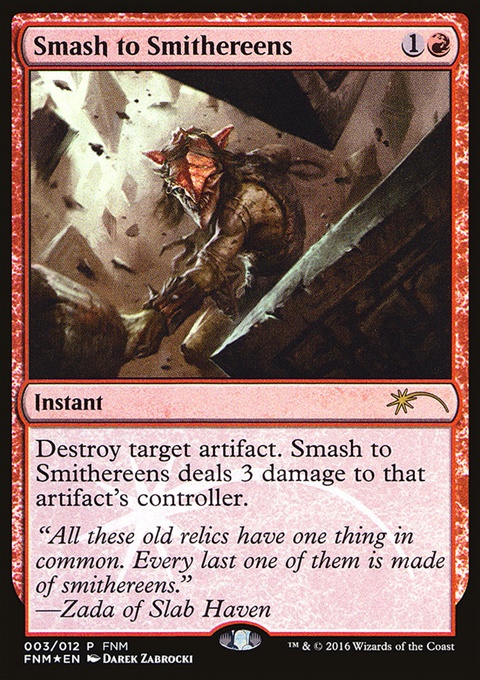 Smash to Smithereens 1
Instant
Destroy target artifact. Smash to
Smithereens deals 3 damage to that
artifact's controller.
"All these old relics have one thing in
common. Every last one of them is made
of smithereens."
—Zada of Slab Haven
003/012 P FNM
FNM★EN Darek Zabrocki
™ & © 2016 Wizards of the Coast